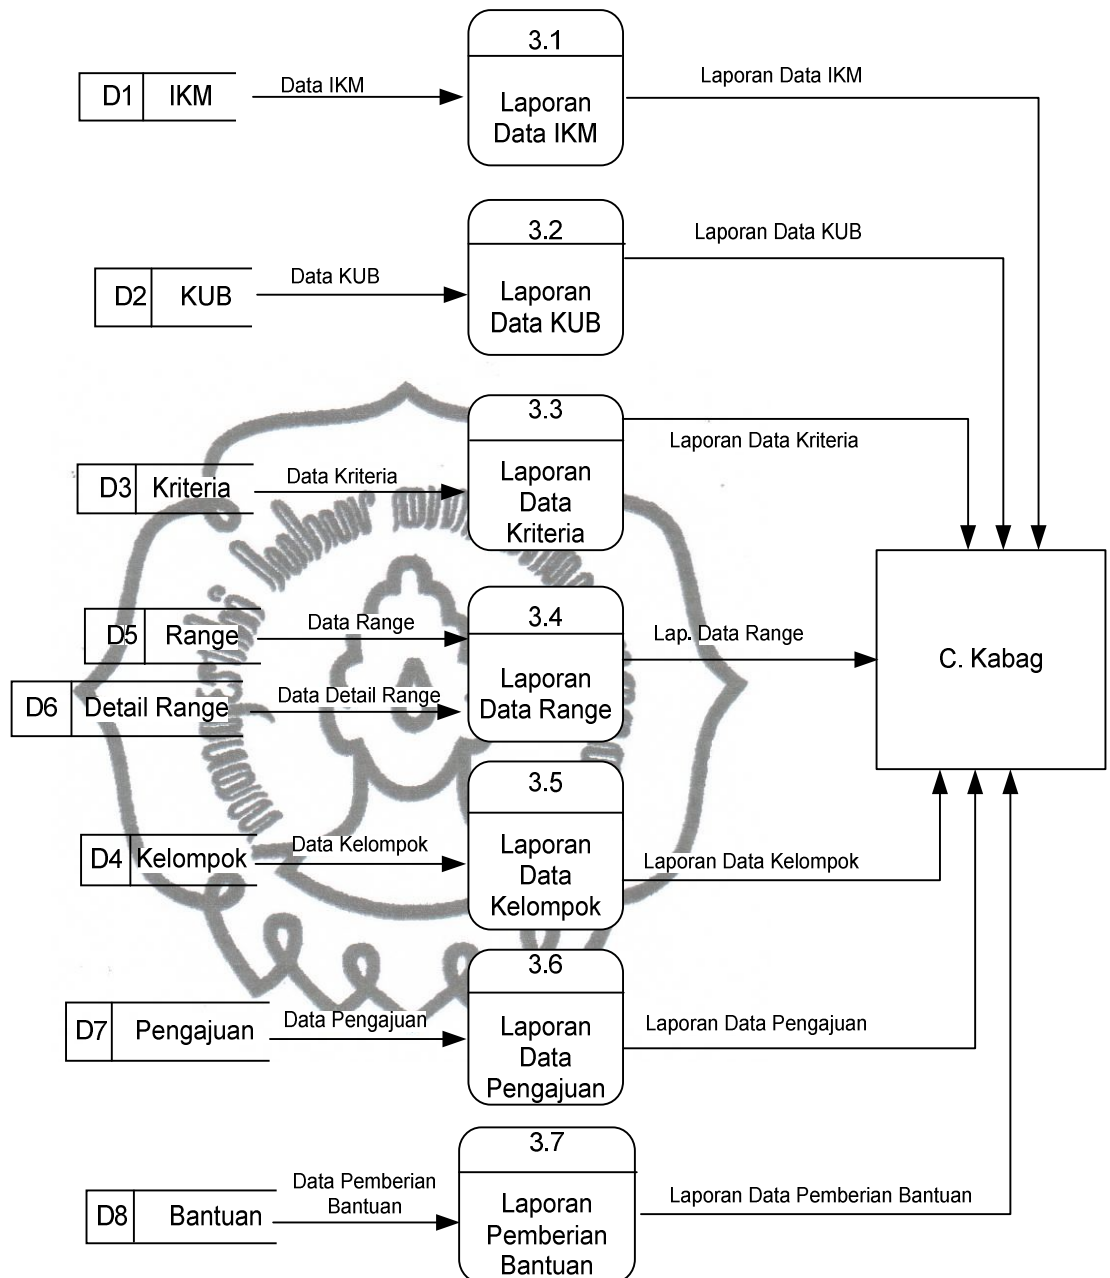 3.1
D1 IKM
Data IKM
Laporan
Data IKM
Laporan Data IKM
3.2
D2 KUB
Data KUB
Laporan
Data KUB
Laporan Data KUB
3.3
D3 Kriteria
Data Kriteria
Laporan
Data
Kriteria
Laporan Data Kriteria
3.4
D5 Range
Data Range
D6 Detail Range
Data Detail Range
Laporan
Data Range
Lap. Data Range
C. Kabag
3.5
D4 Kelompok
Data Kelompok
Laporan
Data
Kelompok
Laporan Data Kelompok
3.6
D7 Pengajuan
Data Pengajuan
Laporan
Data
Pengajuan
Laporan Data Pengajuan
3.7
D8 Bantuan
Data Pemberian
Bantuan
Laporan
Pemberian
Bantuan
Laporan Data Pemberian Bantuan